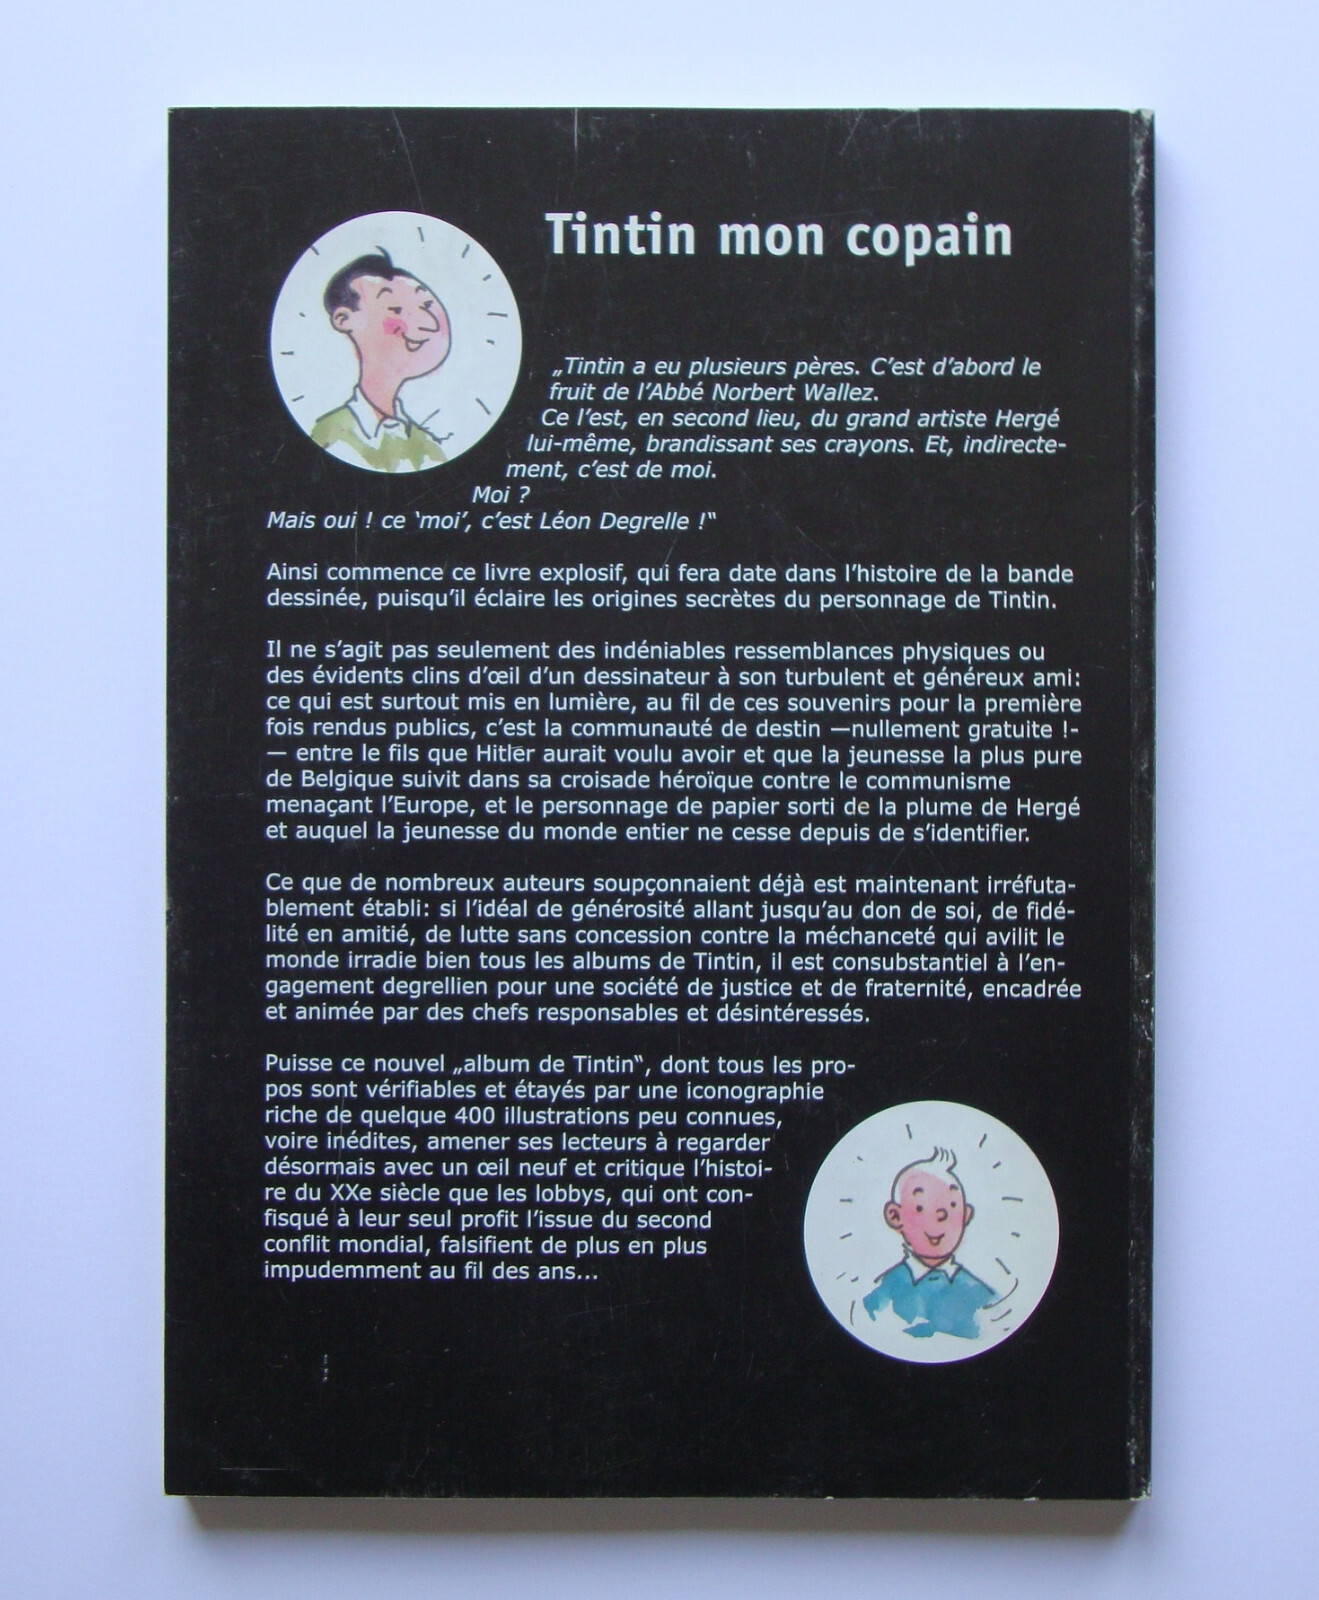 Tintin mon copain
„Tintin a eu plusieurs pères. C’est d’abord le
fruit de l’Abbé Norbert Wallez.
Ce l’est, en second lieu, du grand artiste Hergé
lui-même, brandissant ses crayons. Et, indirecte-
ment, c’est de moi.
Moi ?
Mais oui ! ce ‘moi’, c’est Léon Degrelle !“
Ainsi commence ce livre explosif, qui fera date dans l’histoire de la bande
dessinée, puisqu’il éclaire les origines secrètes du personnage de Tintin.
Il ne s’agit pas seulement des indéniables ressemblances physiques ou
des évidents clins d’œil d’un dessinateur à son turbulent et généreux ami:
ce qui est surtout mis en lumière, au fil de ces souvenirs pour la première
fois rendus publics, c’est la communauté de destin —nullement gratuite !-
— entre le fils que Hitler aurait voulu avoir et que la jeunesse la plus pure
de Belgique suivit dans sa croisade héroïque contre le communisme
menaçant l’Europe, et le personnage de papier sorti de la plume de Hergé
et auquel la jeunesse du monde entier ne cesse depuis de s’identifier.
Ce que de nombreux auteurs soupçonnaient déjà est maintenant irréfuta-
blement établi: si l’idéal de générosité allant jusqu’au don de soi, de fidé-
lité en amitié, de lutte sans concession contre la méchanceté qui avilit le
monde irradie bien tous les albums de Tintin, il est consubstantiel à l’en-
gagement degrellien pour une société de justice et de fraternité, encadrée
et animée par des chefs responsables et désintéressés.
Puisse ce nouvel „album de Tintin“, dont tous les pro-
pos sont vérifiables et étayés par une iconographie
riche de quelque 400 illustrations peu connues,
voire inédites, amener ses lecteurs à regarder
désormais avec un œil neuf et critique l’histoi-
re du XXe siècle que les lobbys, qui ont con-
fisqué à leur seul profit l’issue du second
conflit mondial, falsifient de plus en plus
impudemment au fil des ans...